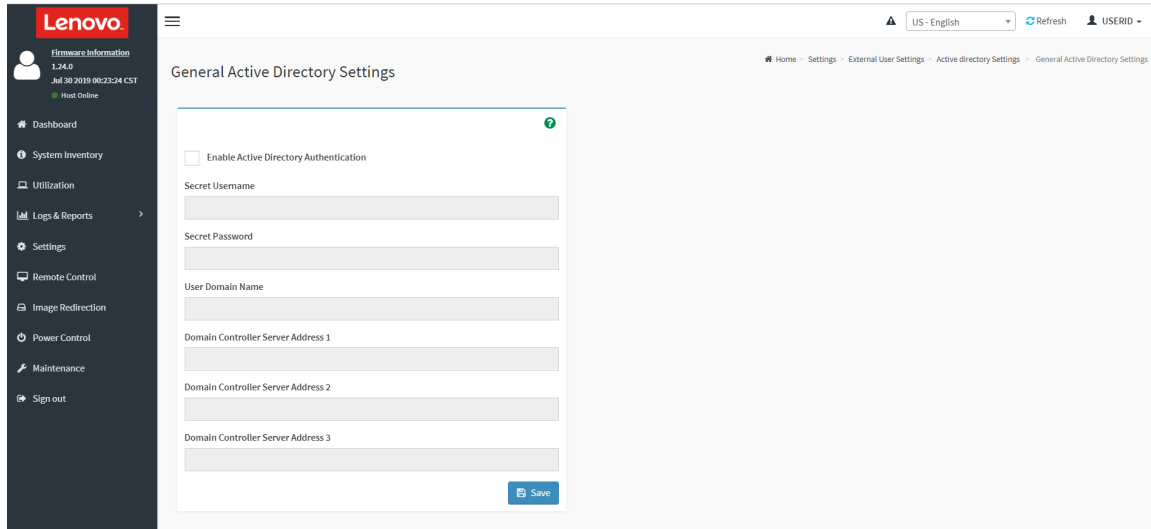 Lenovo
US - English
Refresh
USERID
Firmware Information
1.24.0
Jul 30 2019 00:23:24 CST
Host Online
Home > Settings > External User Settings > Active directory Settings > General Active Directory Settings
General Active Directory Settings
Dashboard
System Inventory
Utilization
Logs & Reports
Settings
Remote Control
Image Redirection
Power Control
Maintenance
Sign out
Enable Active Directory Authentication
Secret Username
Secret Password
User Domain Name
Domain Controller Server Address 1
Domain Controller Server Address 2
Domain Controller Server Address 3
Save